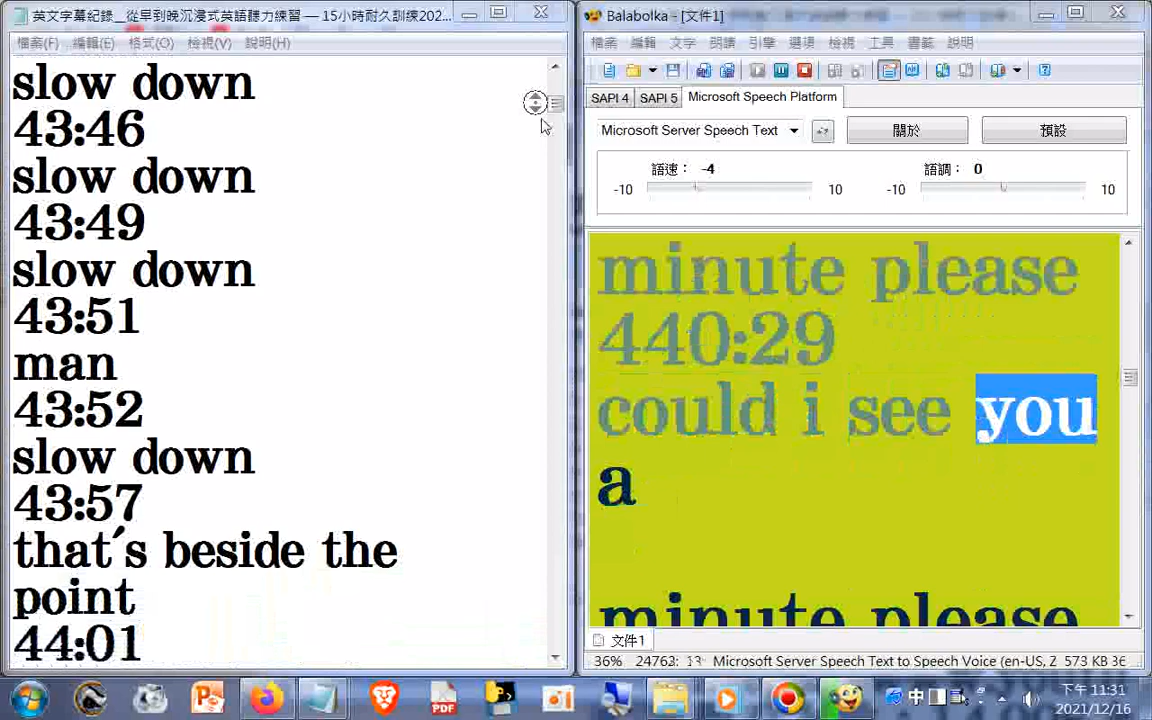 英文字幕紀錄__從早到晚沉浸式英語聽力練習 — 15小時耐久訓練202...
檔案(F) 編輯(E) 格式(O) 檢視(V) 說明(H)
slow down
43:46
slow down
43:49
slow down
43:51
man
43:52
slow down
43:57
that's beside the
point
44:01
Balabolka - [文件1]
檔案 編輯 文字 朗讀 引擎 選項 檢視 工具 書籤 說明
SAPI 4 SAPI 5 Microsoft Speech Platform
Microsoft Server Speech Text 關於 預設
語速： -4 語調： 0
-10 10 -10 10
minute please
440:29
could i see you
a
minute please
文件1
36% 24762: 13 Microsoft Server Speech Text to Speech Voice (en-US, Z 573 KB 36
PDF
中
下午 11:31
2021/12/16